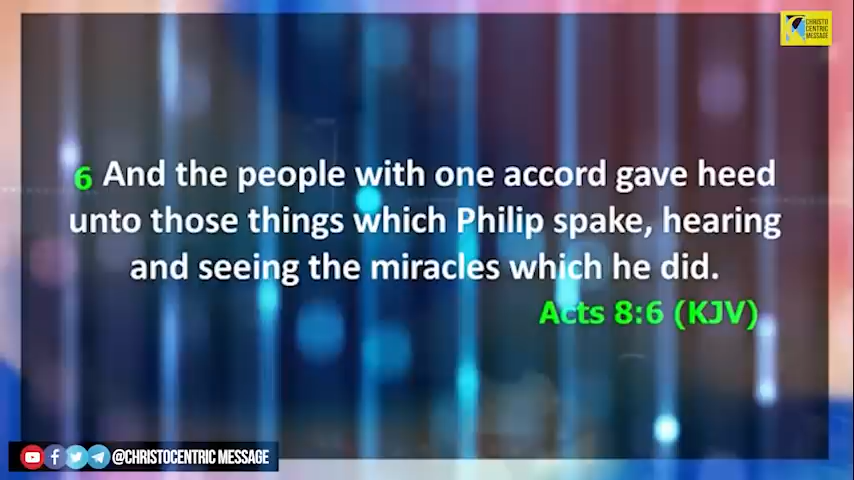 CHRISTO
CENTRIC
MESSAGE
6 And the people with one accord gave heed
unto those things which Philip spake, hearing
and seeing the miracles which he did.
Acts 8:6 (KJV)
@CHRISTOCENTRIC MESSAGE